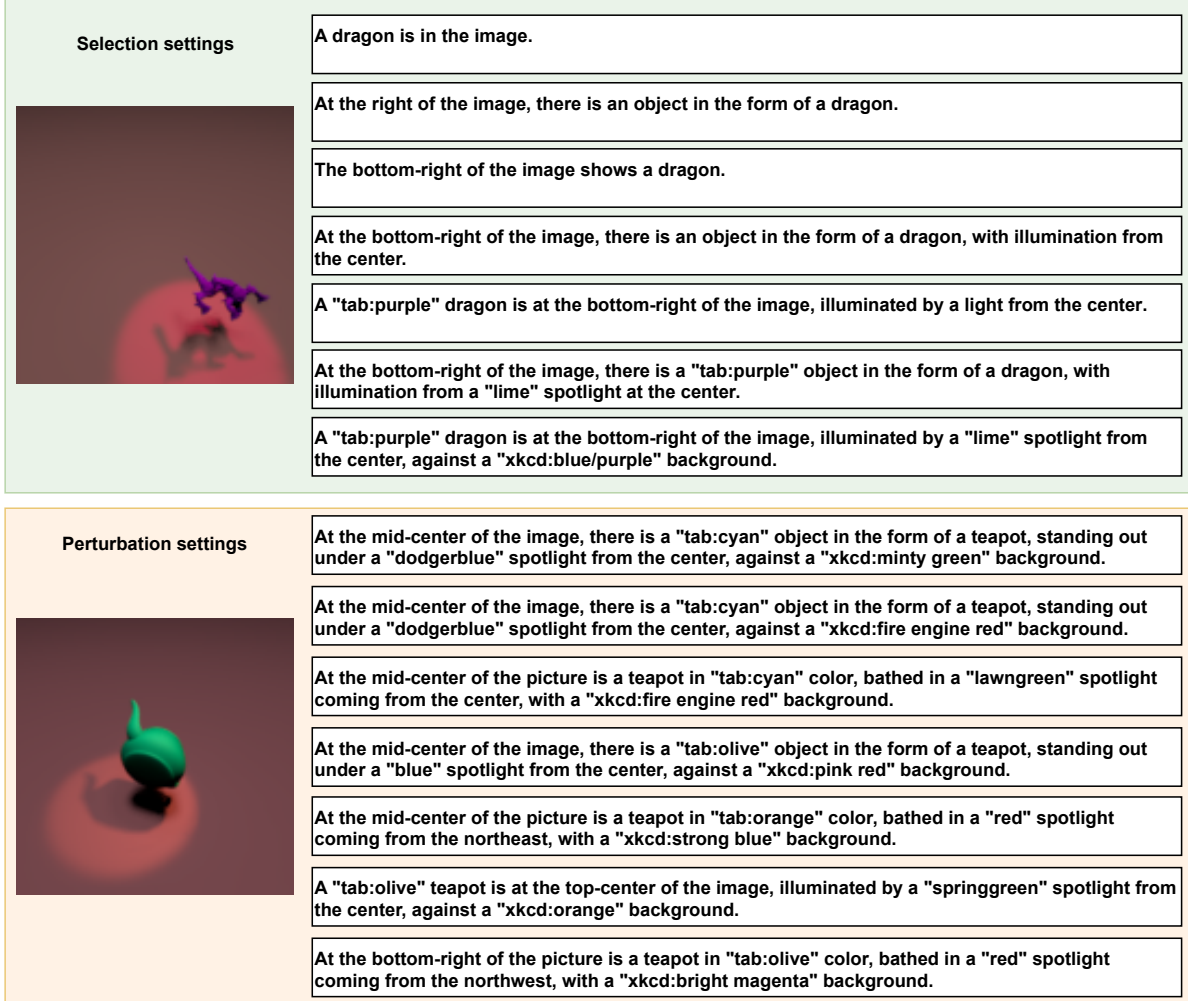 Selection settings
A dragon is in the image.
At the right of the image, there is an object in the form of a dragon.
The bottom-right of the image shows a dragon.
At the bottom-right of the image, there is an object in the form of a dragon, with illumination from
the center.
A "tab:purple" dragon is at the bottom-right of the image, illuminated by a light from the center.
At the bottom-right of the image, there is a "tab:purple" object in the form of a dragon, with
illumination from a "lime" spotlight at the center.
A "tab:purple" dragon is at the bottom-right of the image, illuminated by a "lime" spotlight from
the center, against a "xkcd:blue/purple" background.
Perturbation settings
At the mid-center of the image, there is a "tab:cyan" object in the form of a teapot, standing out
under a "dodgerblue" spotlight from the center, against a "xkcd:minty green" background.
At the mid-center of the image, there is a "tab:cyan" object in the form of a teapot, standing out
under a "dodgerblue" spotlight from the center, against a "xkcd:fire engine red" background.
At the mid-center of the picture is a teapot in "tab:cyan" color, bathed in a "lawngreen" spotlight
coming from the center, with a "xkcd:fire engine red" background.
At the mid-center of the image, there is a "tab:olive" object in the form of a teapot, standing out
under a "blue" spotlight from the center, against a "xkcd:pink red" background.
At the mid-center of the picture is a teapot in "tab:orange" color, bathed in a "red" spotlight
coming from the northeast, with a "xkcd:strong blue" background.
A "tab:olive" teapot is at the top-center of the image, illuminated by a "springgreen" spotlight from
the center, against a "xkcd:orange" background.
At the bottom-right of the picture is a teapot in "tab:olive" color, bathed in a "red" spotlight
coming from the northwest, with a "xkcd:bright magenta" background.